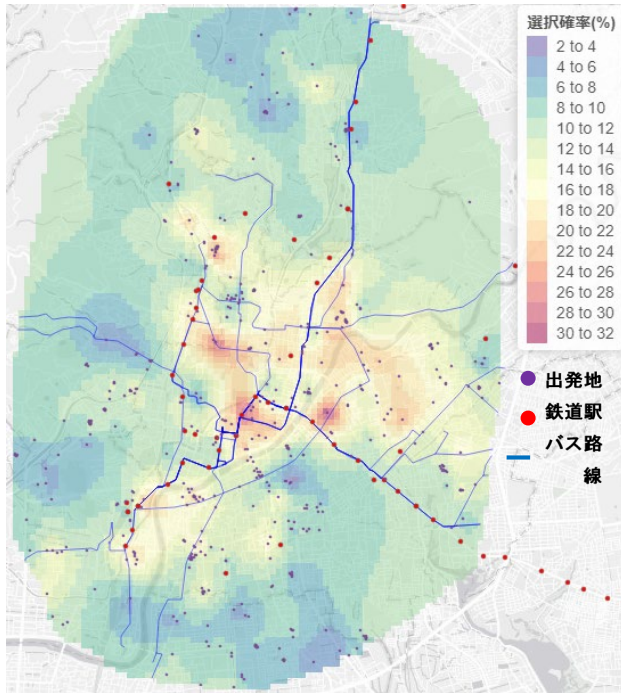 選択確率(%)
2 to 4
4 to 6
6 to 8
8 to 10
10 to 12
12 to 14
14 to 16
16 to 18
18 to 20
20 to 22
22 to 24
24 to 26
26 to 28
28 to 30
30 to 32
出発地
鉄道駅
バス路
線